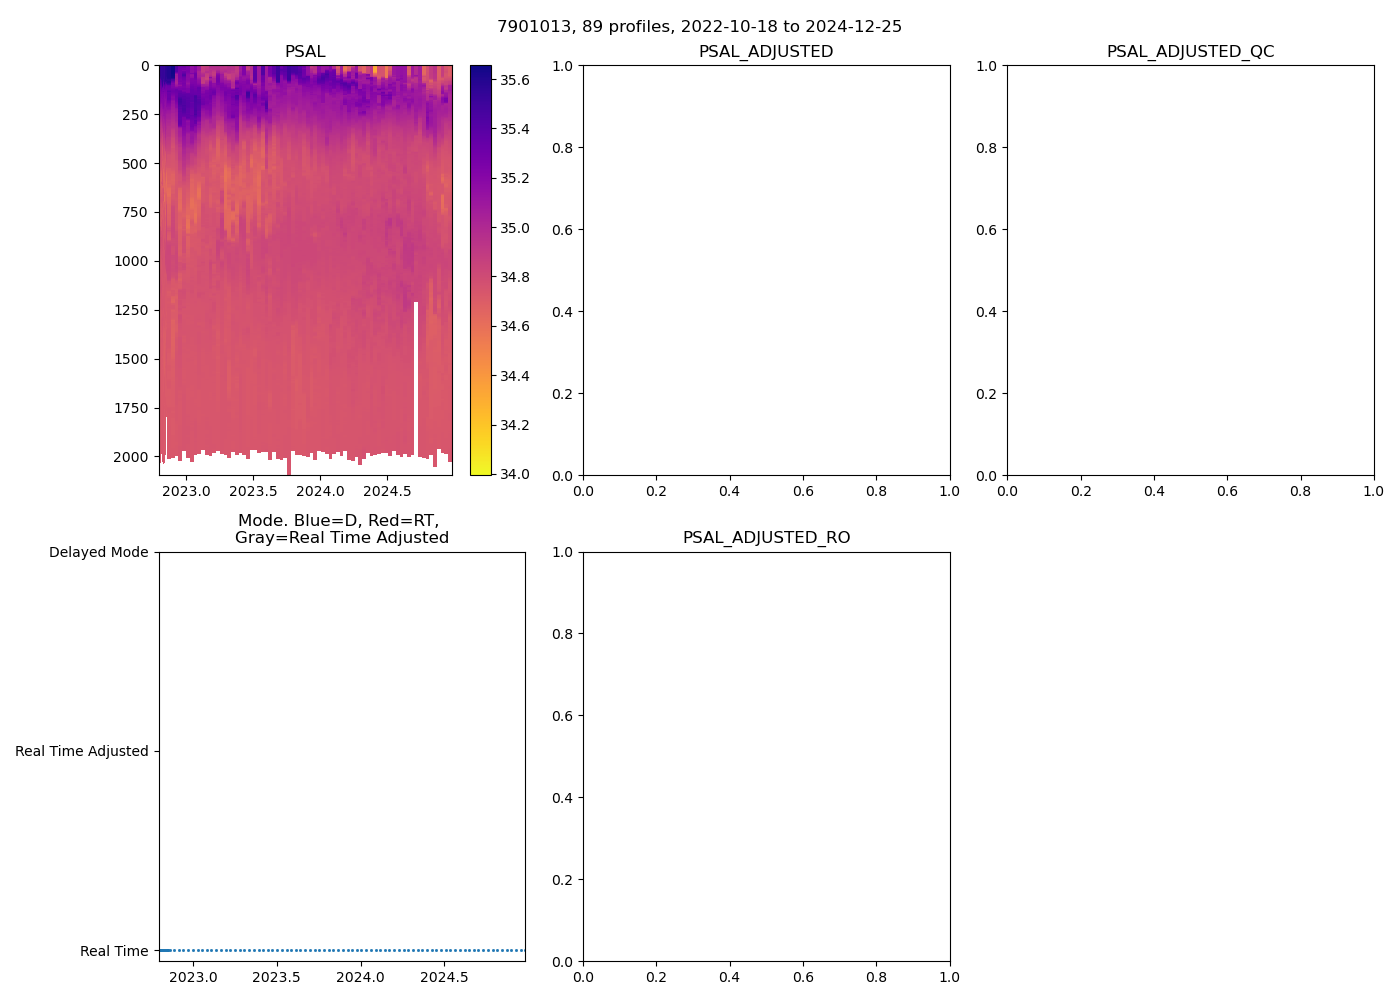 7901013, 89 profiles, 2022-10-18 to 2024-12-25
PSAL
0
250
500
750
1000
1250
1500
1750
2000
2023.0 2023.5 2024.0 2024.5
35.6
35.4
35.2
35.0
34.8
34.6
34.4
34.2
34.0
PSAL_ADJUSTED
1.0
0.8
0.6
0.4
0.2
0.0
0.0 0.2 0.4 0.6 0.8 1.0
PSAL_ADJUSTED_QC
1.0
0.8
0.6
0.4
0.2
0.0
0.0 0.2 0.4 0.6 0.8 1.0
Mode. Blue=D, Red=RT,
Gray=Real Time Adjusted
Delayed Mode
Real Time Adjusted
Real Time
2023.0 2023.5 2024.0 2024.5
PSAL_ADJUSTED_RO
1.0
0.8
0.6
0.4
0.2
0.0
0.0 0.2 0.4 0.6 0.8 1.0